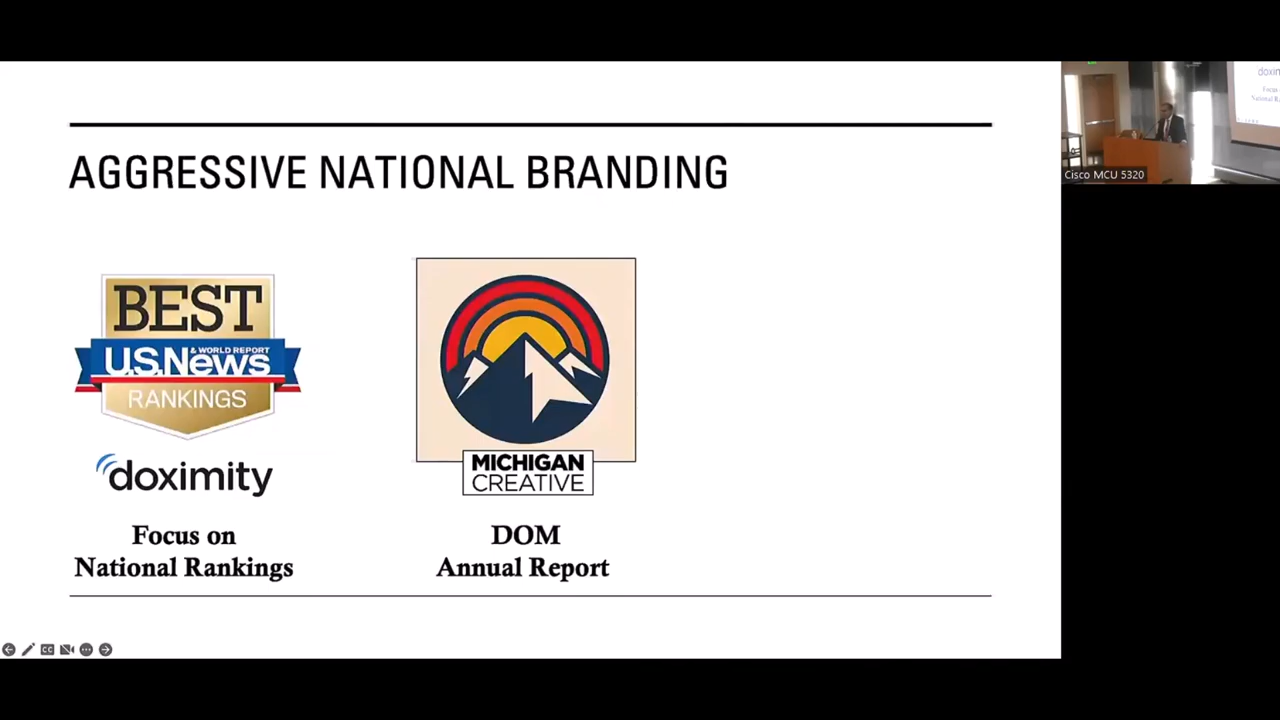 AGGRESSIVE NATIONAL BRANDING
BEST
U.S.News
& WORLD REPORT
RANKINGS
doximity
Focus on
National Rankings
MICHIGAN
CREATIVE
DOM
Annual Report
CC
Cisco MCU 5320